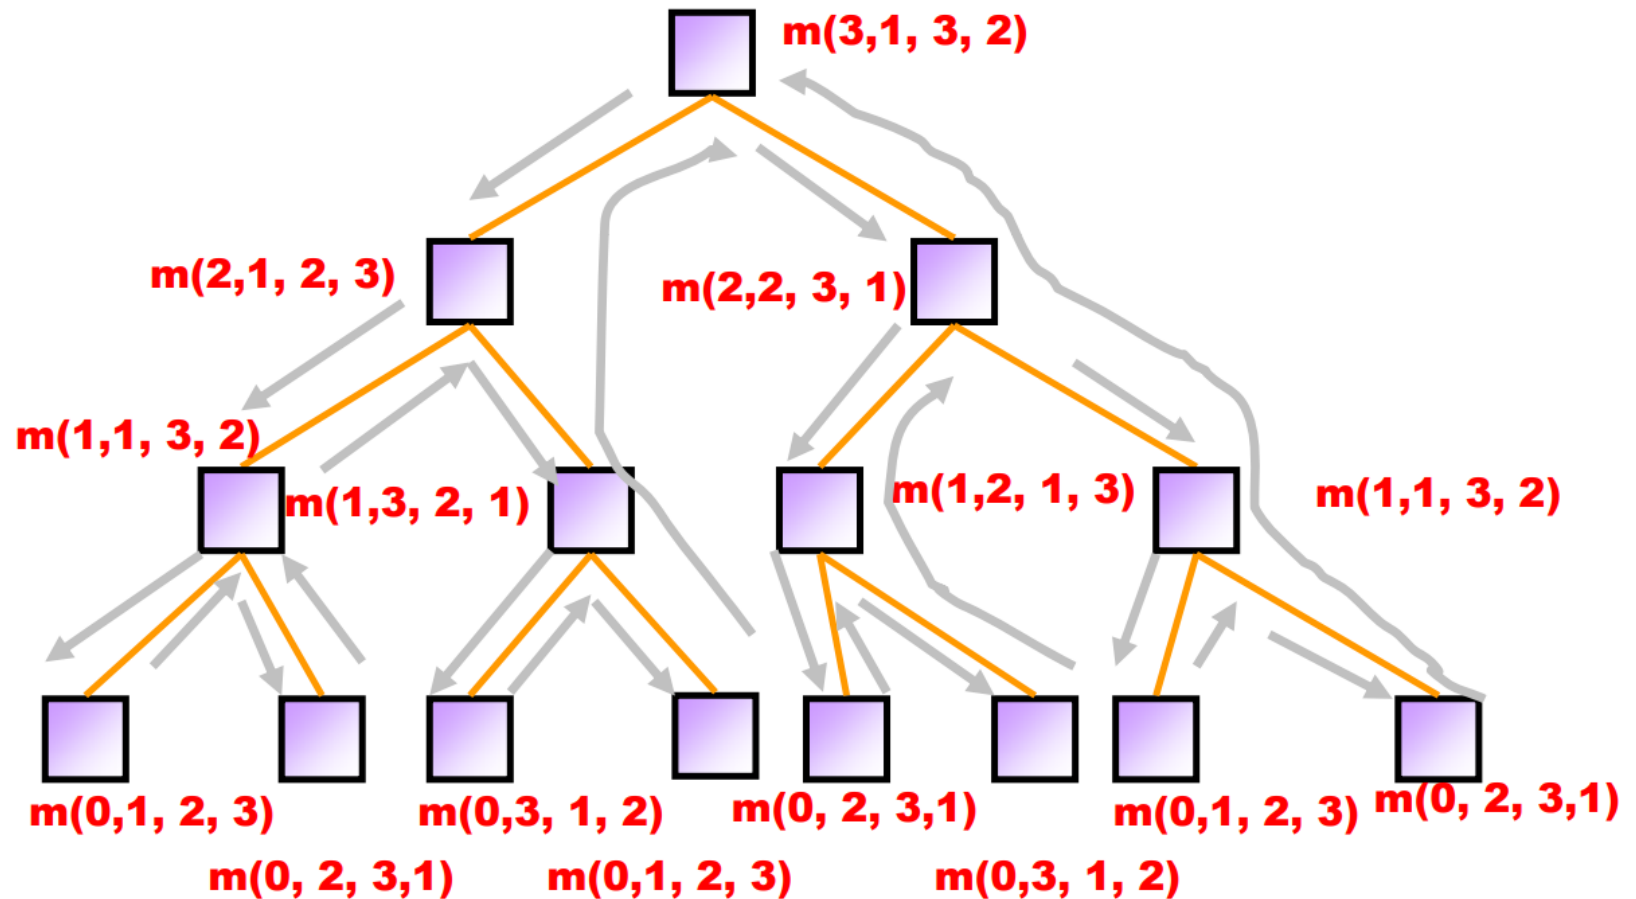 m(3,1, 3, 2)
m(2,1, 2, 3)
m(2,2, 3, 1)
m(1,1, 3, 2)
m(1,3, 2, 1)
m(1,2, 1, 3)
m(1,1, 3, 2)
m(0,1, 2, 3)
m(0,3, 1, 2)
m(0, 2, 3,1)
m(0,1, 2, 3)
m(0, 2, 3,1)
m(0, 2, 3,1)
m(0,1, 2, 3)
m(0,3, 1, 2)